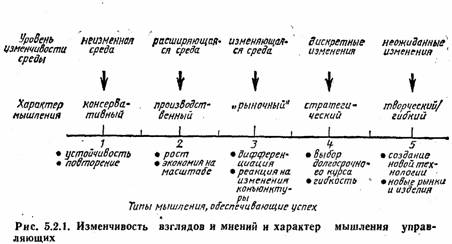 Уровень изменчивости среды
неизменная среда
расширяющая-ся среда
изменяюща-яся среда
дискретные изменения
неожиданные изменения
Характер мышления
консерва-тивный
производст-венный
„рыночный"
стратеги-ческий
творческий/гибкий
1 2 3 4 5
• устойчивость
• повторение
• рост
• экономия на масштабе
• дифферен-циация
• реакция на изменения конъюнкту-ры
• выбор долгосрочно-го курса
• гибкость
• создание новой тех-нологии
• новые рынки и изделия
Типы мышления, обеспечивающие успех
Рис. 5.2.1. Изменчивость взглядов и мнений и характер мышления управ-
ляющих